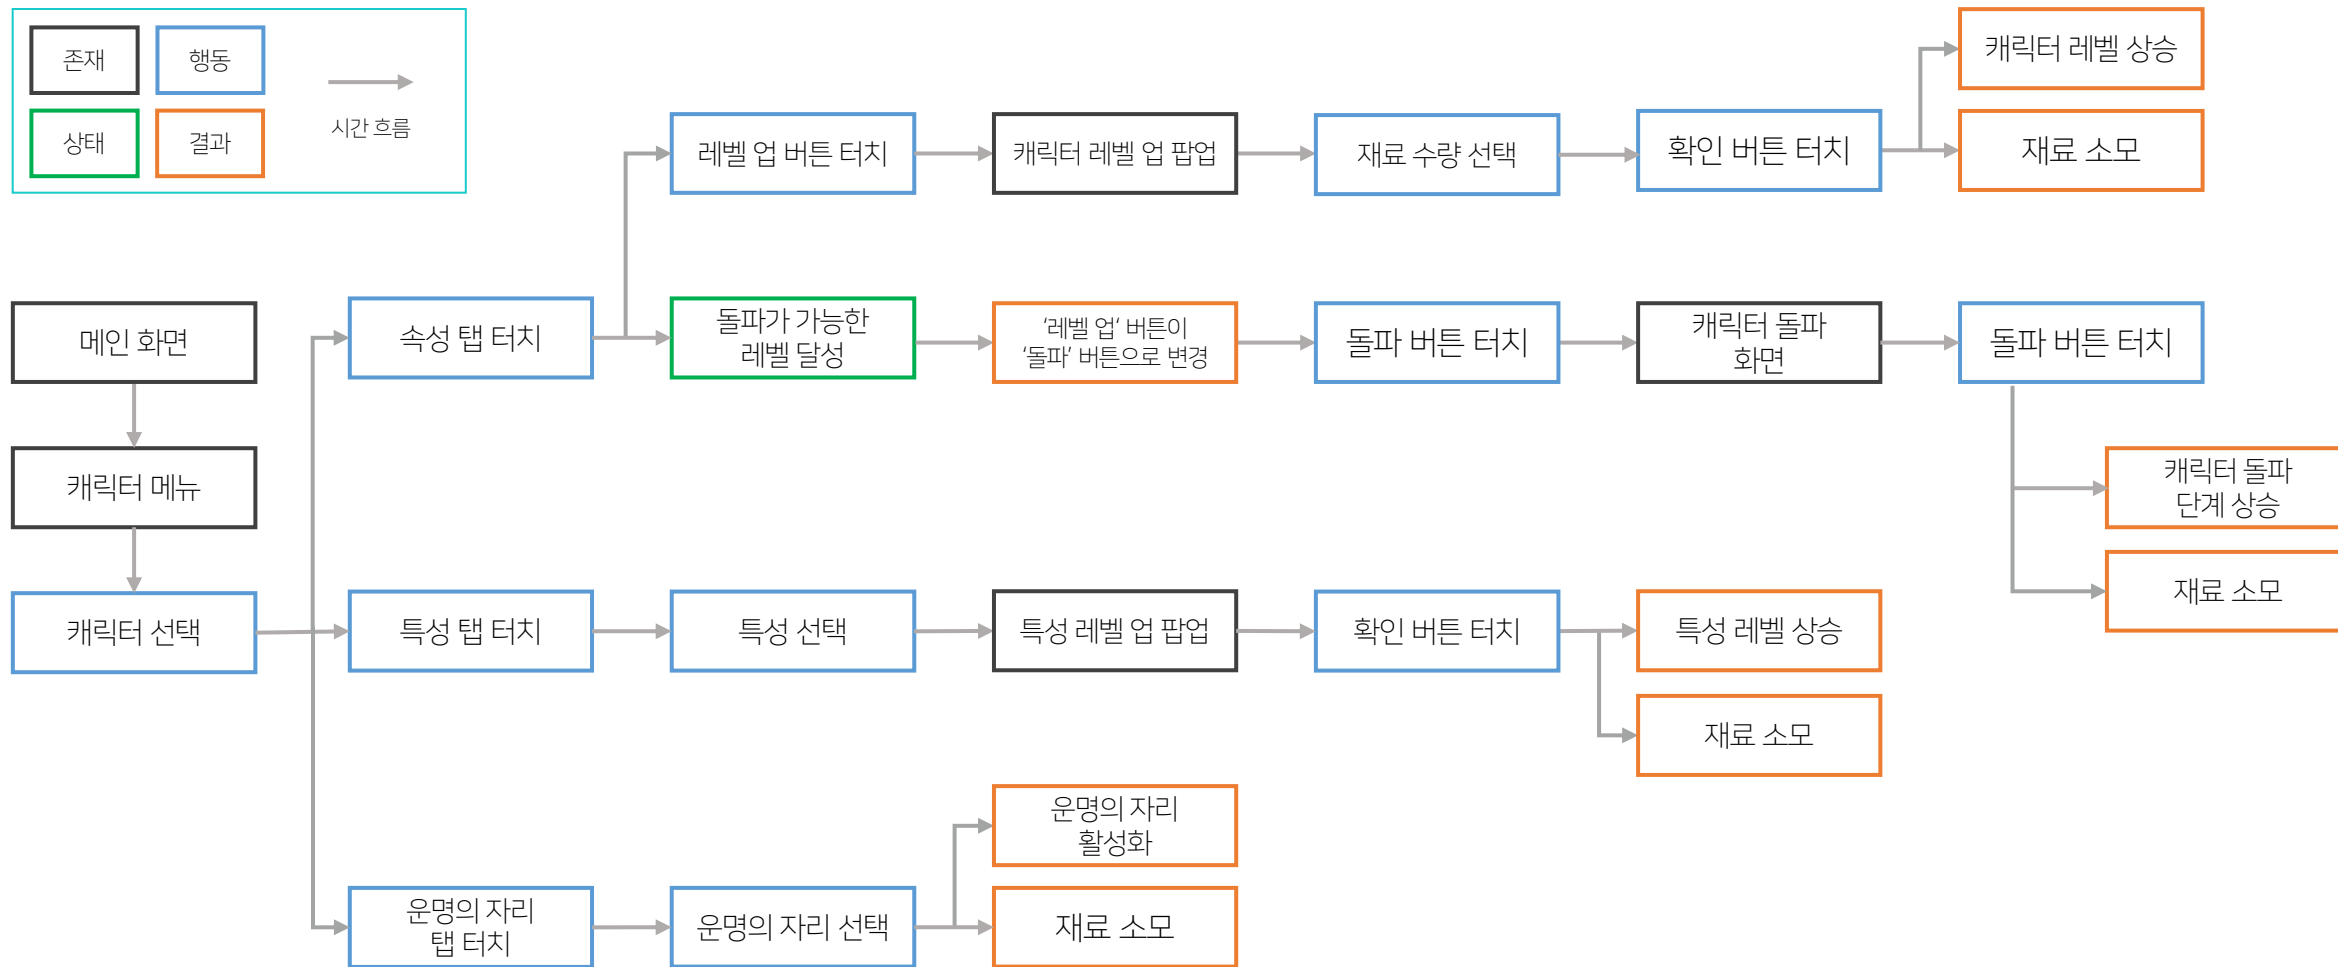 존재
행동
상태
결과
시간 흐름
캐릭터 레벨 상승
레벨 업 버튼 터치
캐릭터 레벨 업 팝업
재료 수량 선택
확인 버튼 터치
재료 소모
메인 화면
속성 탭 터치
돌파가 가능한
레벨 달성
‘레벨 업‘ 버튼이
‘돌파’ 버튼으로 변경
돌파 버튼 터치
캐릭터 돌파
화면
돌파 버튼 터치
캐릭터 메뉴
캐릭터 돌파
단계 상승
재료 소모
캐릭터 선택
특성 탭 터치
특성 선택
특성 레벨 업 팝업
확인 버튼 터치
특성 레벨 상승
재료 소모
운명의 자리
활성화
운명의 자리
탭 터치
운명의 자리 선택
재료 소모